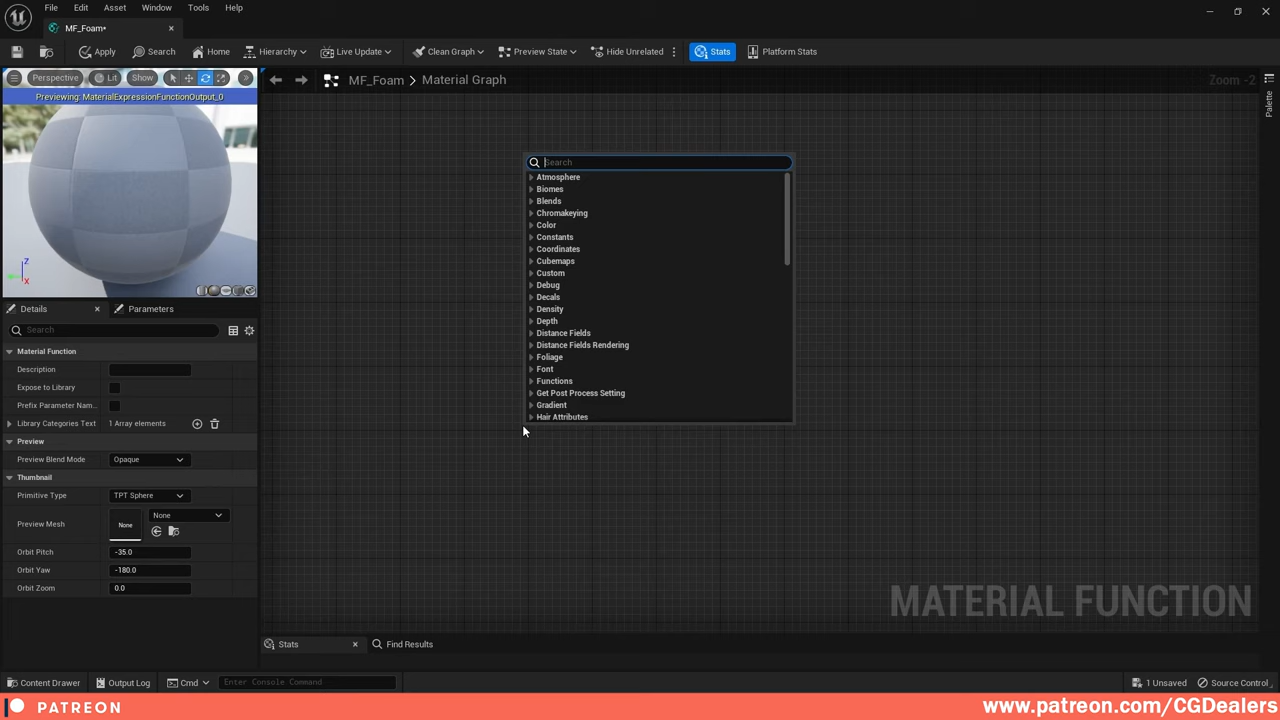 File Edit Asset Window Tools Help
MF_Foam•
Apply Search Home Hierarchy Live Update Clean Graph Preview State Hide Unrelated Stats Platform Stats
Perspective Lit Show
MF_Foam > Material Graph
Zoom -2
Palette
Previewing: MaterialExpressionFunctionOutput_0
Search
Atmosphere
Biomes
Blends
Chromakeying
Color
Constants
Coordinates
Cubemaps
Custom
Debug
Decals
Density
Depth
Distance Fields
Distance Fields Rendering
Foliage
Font
Functions
Get Post Process Setting
Gradient
Hair Attributes
Z
X
Details Parameters
Search
Material Function
Description
Expose to Library
Prefix Parameter Nam...
Library Categories Text 1 Array elements
Preview
Preview Blend Mode Opaque
Thumbnail
Primitive Type TPT Sphere
Preview Mesh None None
Orbit Pitch -35.0
Orbit Yaw -180.0
Orbit Zoom 0.0
MATERIAL FUNCTION
Stats Find Results
Content Drawer Output Log Cmd Enter Console Command 1 Unsaved Source Control
PATREON www.patreon.com/CGDealers